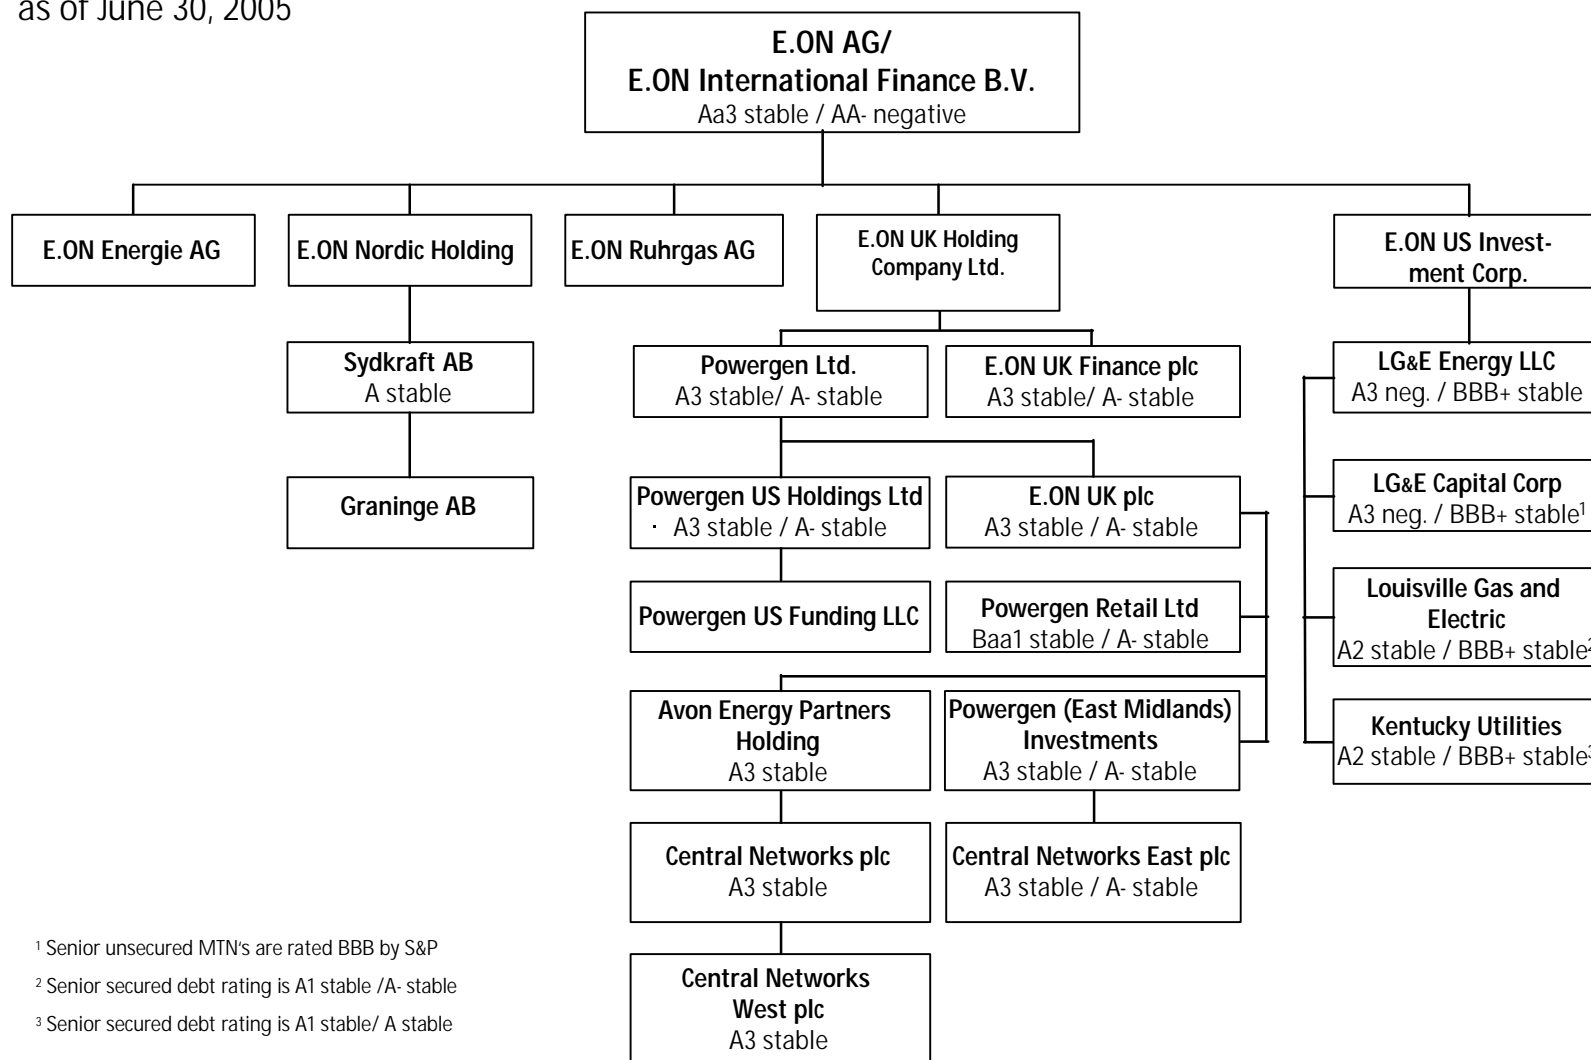 as of June 30, 2005
E.ON AG/
E.ON International Finance B.V.
Aa3 stable / AA- negative
E.ON Energie AG
E.ON Nordic Holding
E.ON Ruhrgas AG
E.ON UK Holding
Company Ltd.
E.ON US Invest-
ment Corp.
Sydkraft AB
A stable
Powergen Ltd.
A3 stable/ A- stable
E.ON UK Finance plc
A3 stable/ A- stable
LG&E Energy LLC
A3 neg. / BBB+ stable
Graninge AB
Powergen US Holdings Ltd
· A3 stable / A- stable
E.ON UK plc
A3 stable / A- stable
LG&E Capital Corp
A3 neg. / BBB+ stable¹
Powergen US Funding LLC
Powergen Retail Ltd
Baa1 stable / A- stable
Louisville Gas and
Electric
A2 stable / BBB+ stable²
Avon Energy Partners
Holding
A3 stable
Powergen (East Midlands)
Investments
A3 stable / A- stable
Kentucky Utilities
A2 stable / BBB+ stable³
Central Networks plc
A3 stable
Central Networks East plc
A3 stable / A- stable
Central Networks
West plc
A3 stable
¹ Senior unsecured MTN‘s are rated BBB by S&P
² Senior secured debt rating is A1 stable /A- stable
³ Senior secured debt rating is A1 stable/ A stable